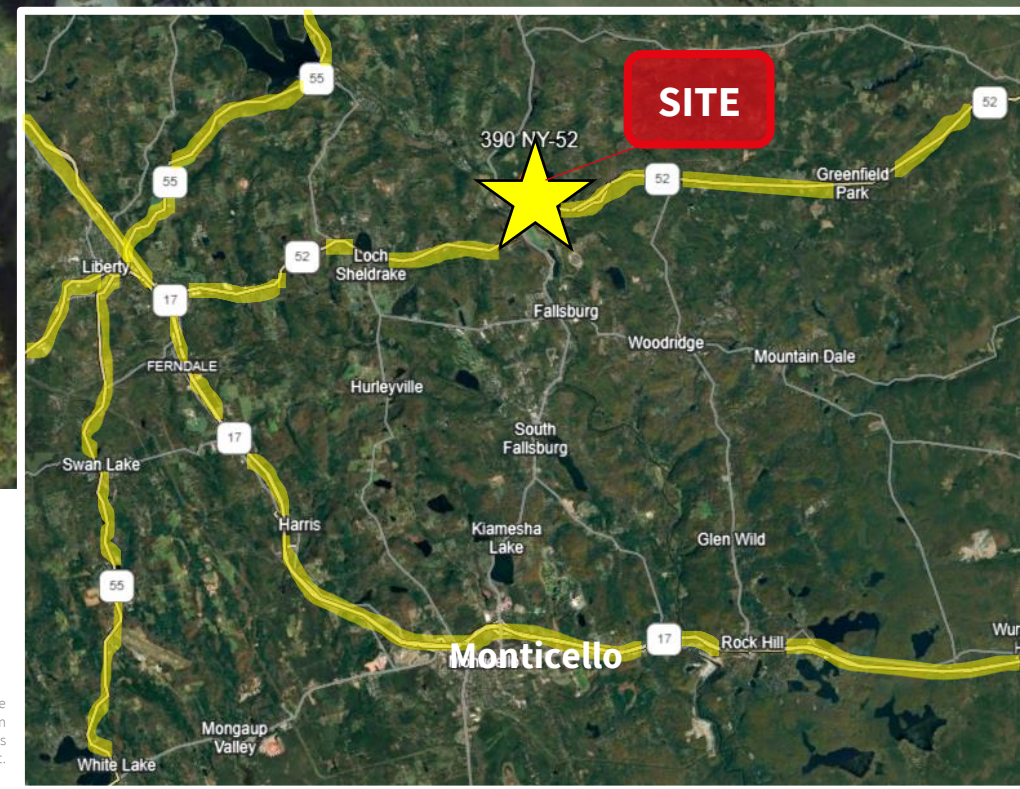 55
52
SITE
390 NY-52
55
52
Greenfield
Park
52
Loch
Sheldrake
Liberty
17
Fallsburg
Woodridge
Mountain Dale
FERNDALE
Hurleyville
17
South
Fallsburg
Swan Lake
Harris
Kiamesha
Lake
Glen Wild
55
17
Rock Hill
Monticello
Mongaup
Valley
White Lake